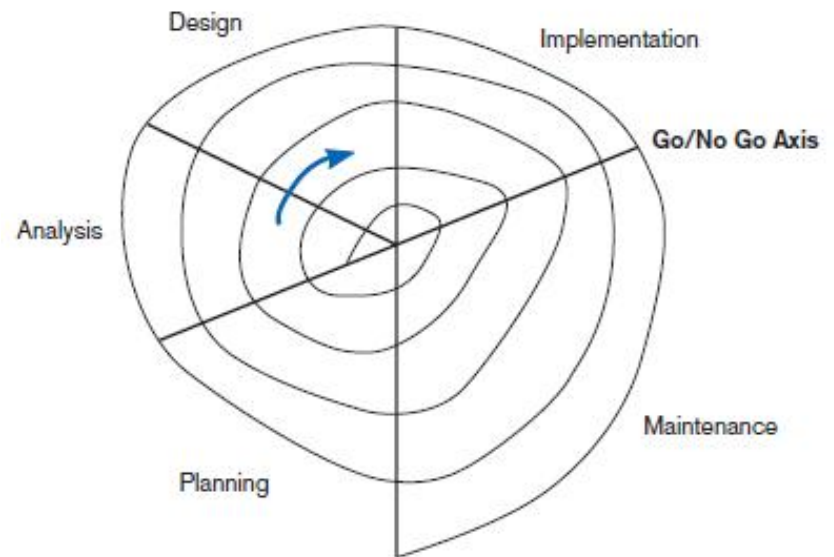 Design
Implementation
Go/No Go Axis
Analysis
Maintenance
Planning